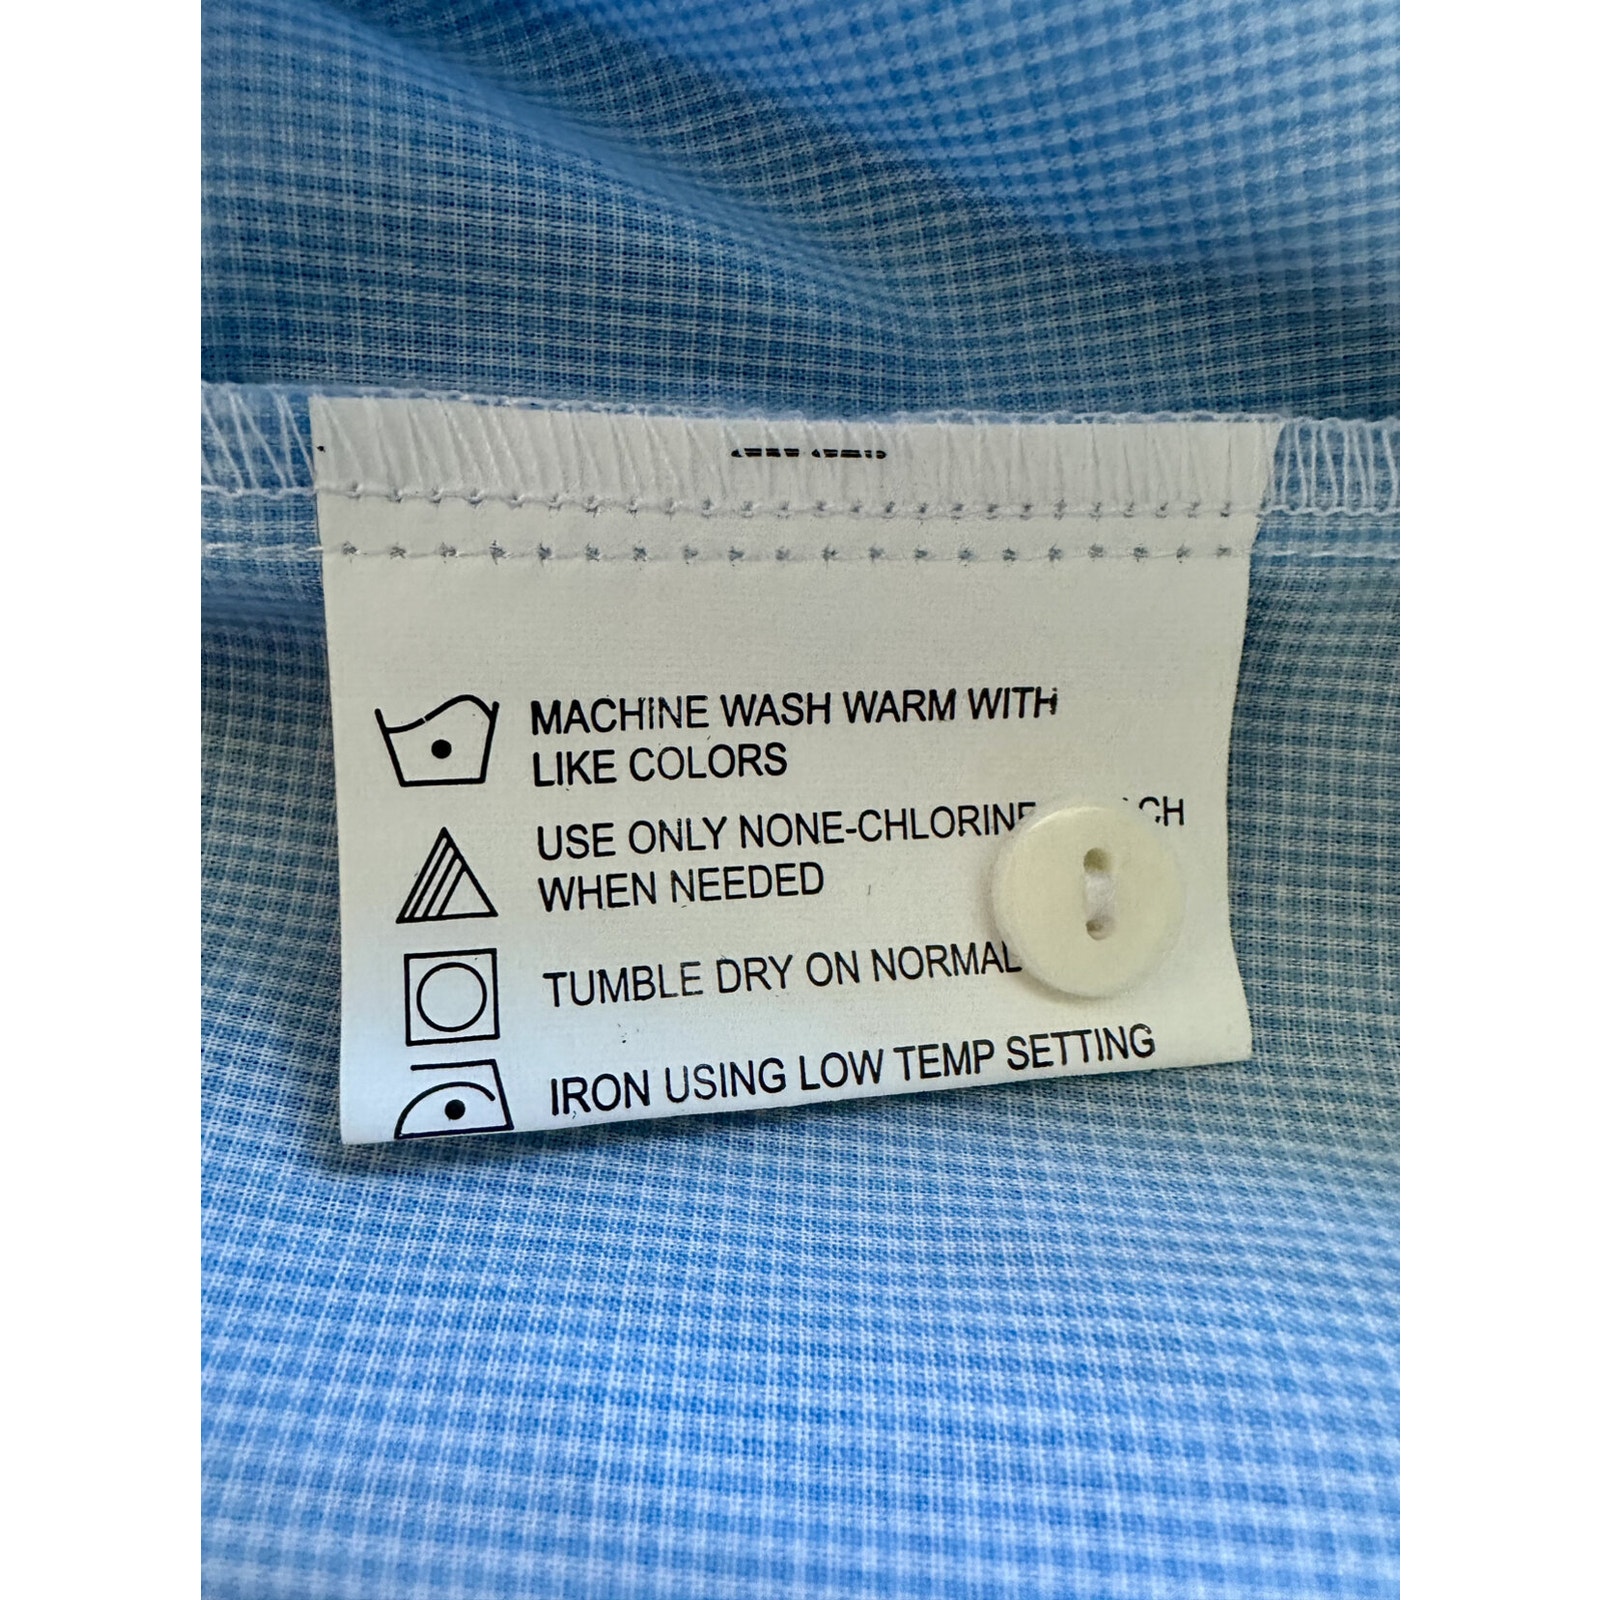 MACHINE WASH WARM WITH
LIKE COLORS
USE ONLY NONE-CHLORINE
WHEN NEEDED
TUMBLE DRY ON NORMAL
IRON USING LOW TEMP SETTING